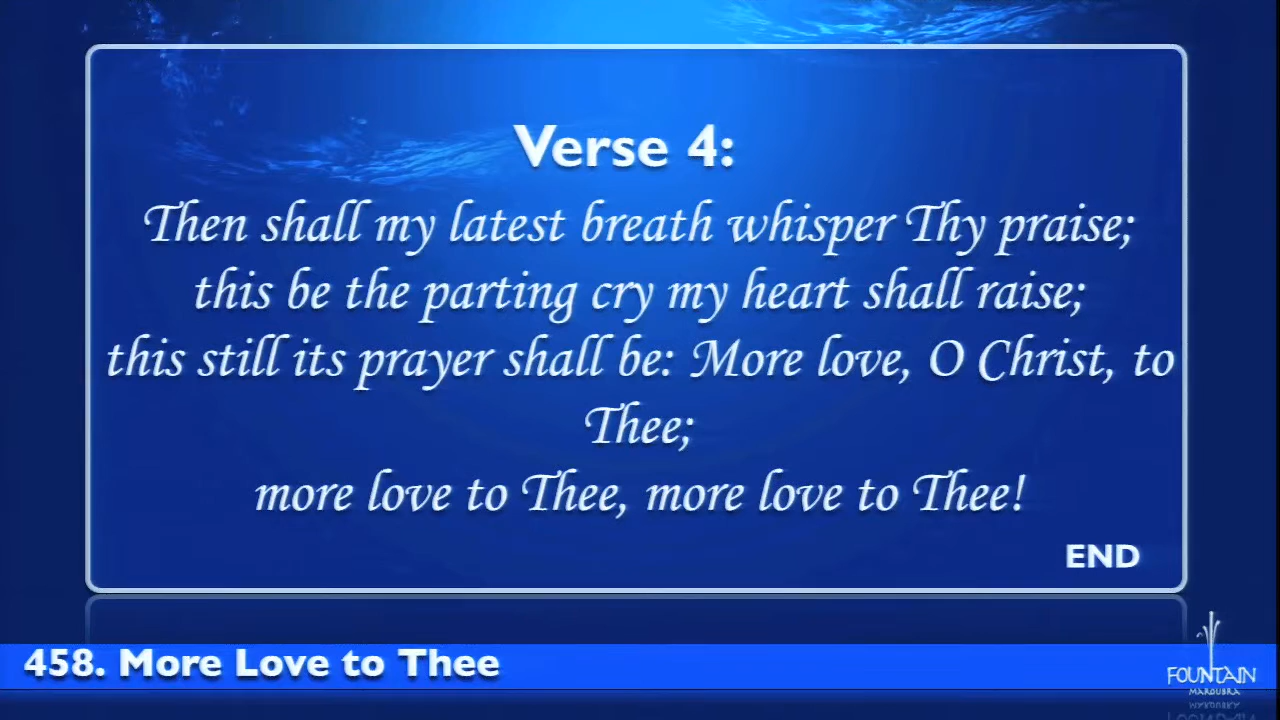 Verse 4:
Then shall my latest breath whisper Thy praise;
this be the parting cry my heart shall raise;
this still its prayer shall be: More love, O Christ, to
Thee;
more love to Thee, more love to Thee!
END
458. More Love to Thee
FOUNTAIN
MAROUBRA